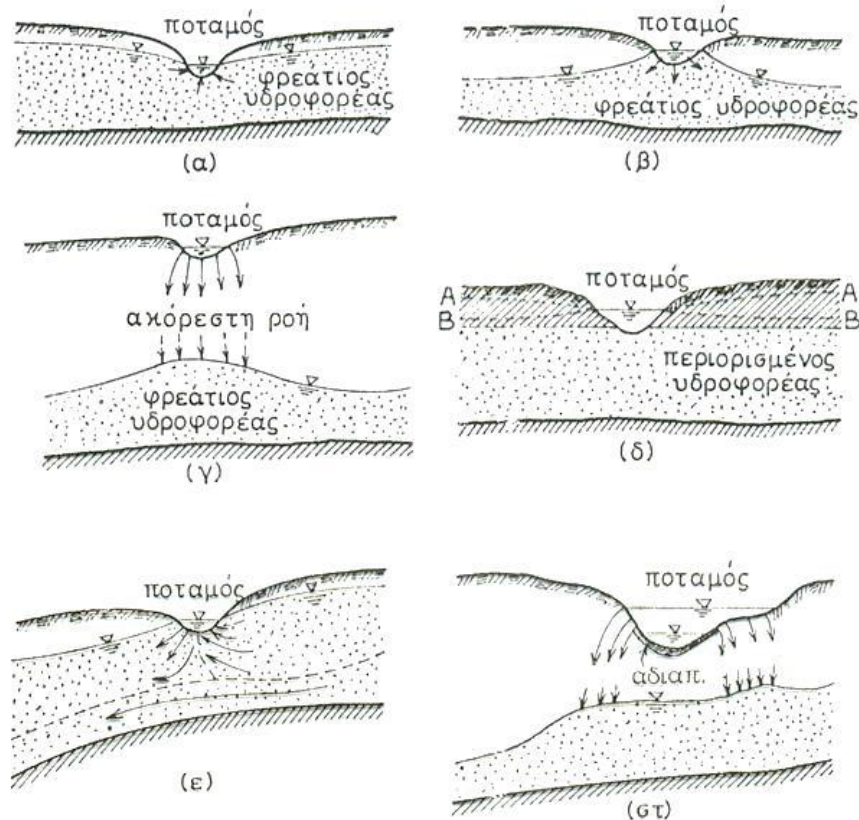 ποταμός
φρεάτιος
υδροφορέας
(α)
ποταμός
φρεάτιος υδροφορέας
(β)
ποταμός
ακόρεστη ροή
φρεάτιος
υδροφορέας
(γ)
ποταμός
A A
B B
περιορισμένος
υδροφορέας
(δ)
ποταμός
(ε)
ποταμός
αδιαπ.
(στ)